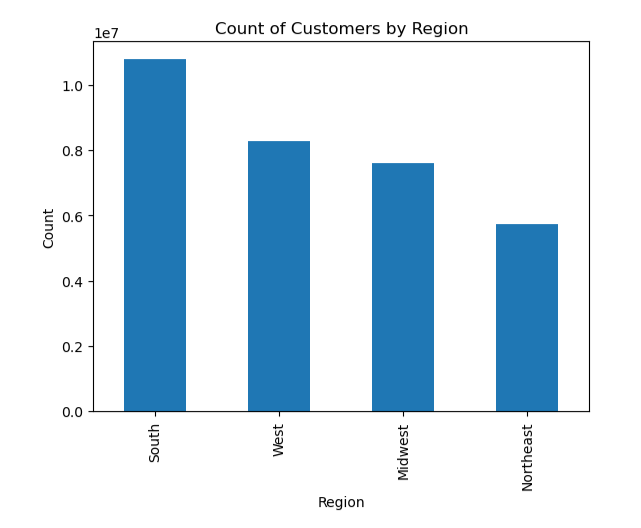 Count of Customers by Region
1e7
1.0
0.8
0.6
0.4
0.2
0.0
Count
South
West
Midwest
Northeast
Region